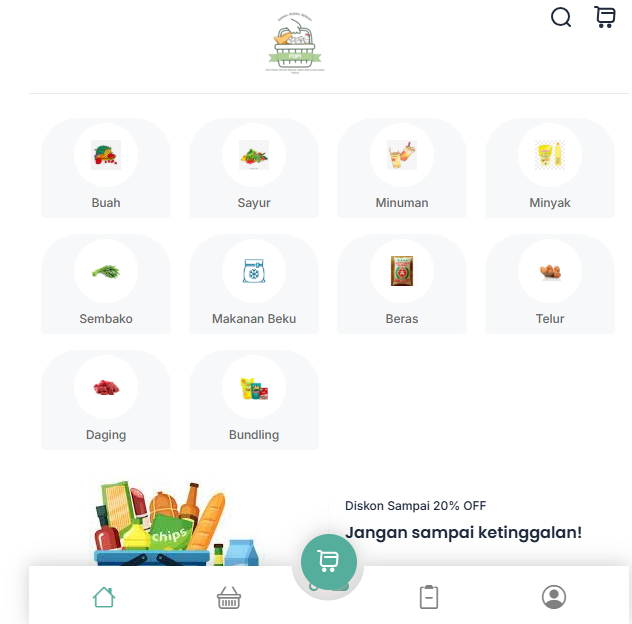 Buah
Sayur
Minuman
Minyak
Sembako
Makanan Beku
Beras
Telur
Daging
Bundling
chips
Diskon Sampai 20% OFF
Jangan sampai ketinggalan!